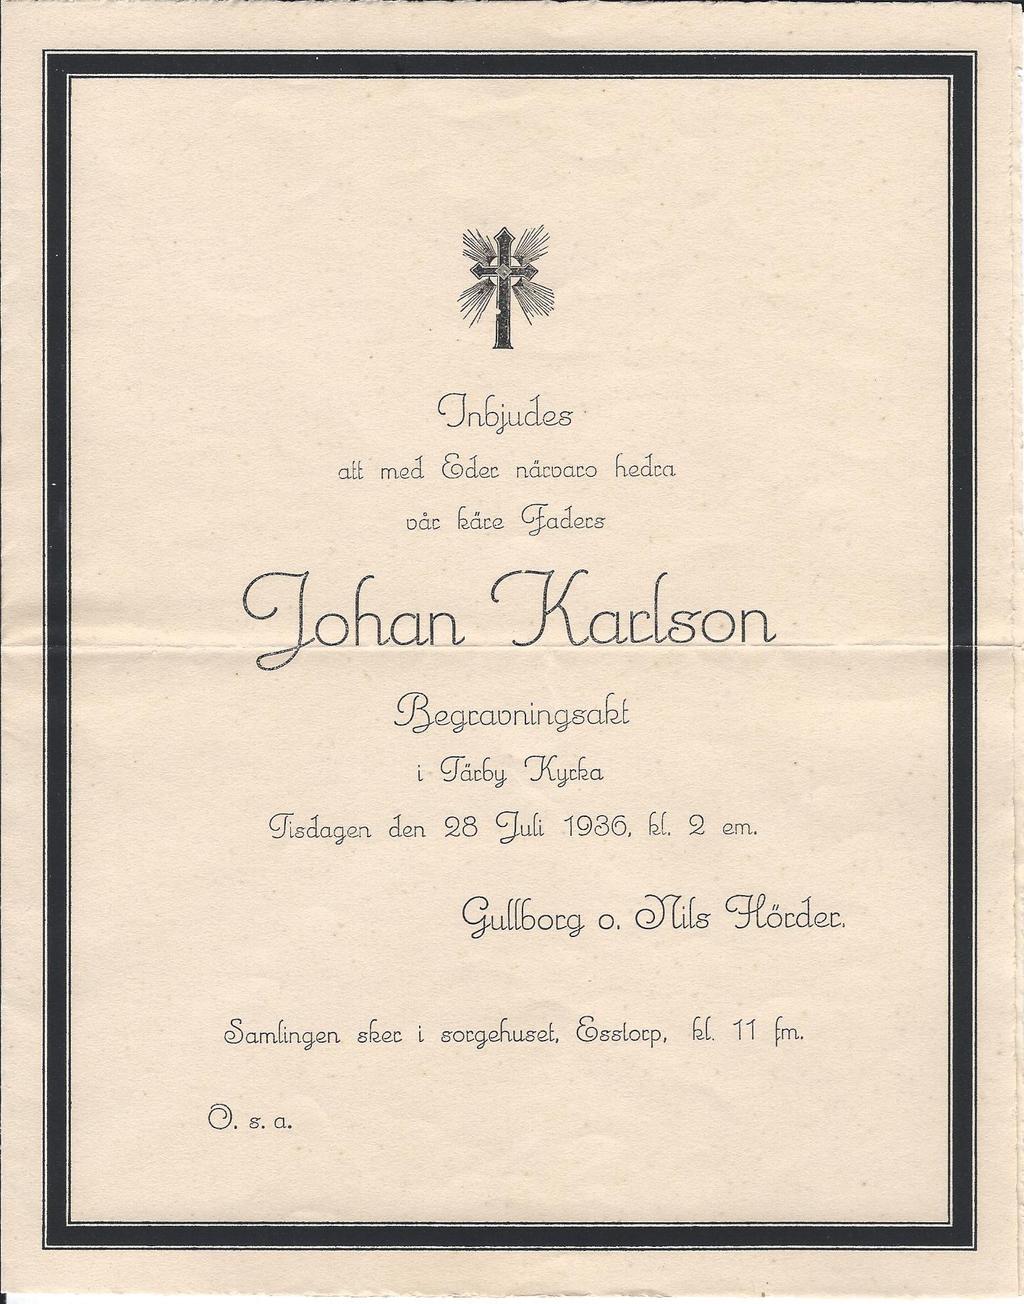 Inbjudes
att med Eder närvaro hedra
vår käre Faders
Johan Karlson
Begravningsakt
i Tärby Kyrka
Tisdagen den 28 Juli 1936, kl. 2 em.
Gullborg o. Nils Hörder.
Samlingen sker i sorgehuset, Esstorp, kl. 11 fm.
O. s. a.